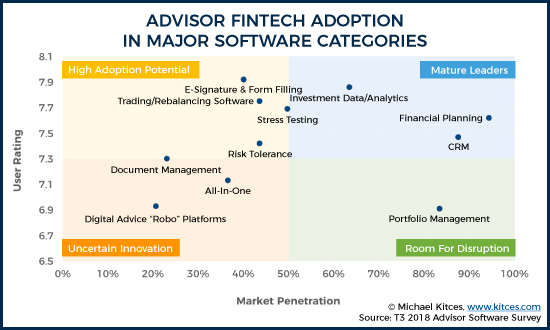 ADVISOR FINTECH ADOPTION
IN MAJOR SOFTWARE CATEGORIES
8.1
7.9
7.7
7.5
7.3
7.1
6.9
6.7
6.5
User Rating
High Adoption Potential
Mature Leaders
E-Signature & Form Filling
Investment Data/Analytics
Trading/Rebalancing Software
Stress Testing
Financial Planning
CRM
Risk Tolerance
Document Management
All-In-One
Digital Advice "Robo" Platforms
Portfolio Management
Uncertain Innovation
Room For Disruption
0% 10% 20% 30% 40% 50% 60% 70% 80% 90% 100%
Market Penetration
© Michael Kitces, www.kitces.com
Source: T3 2018 Advisor Software Survey